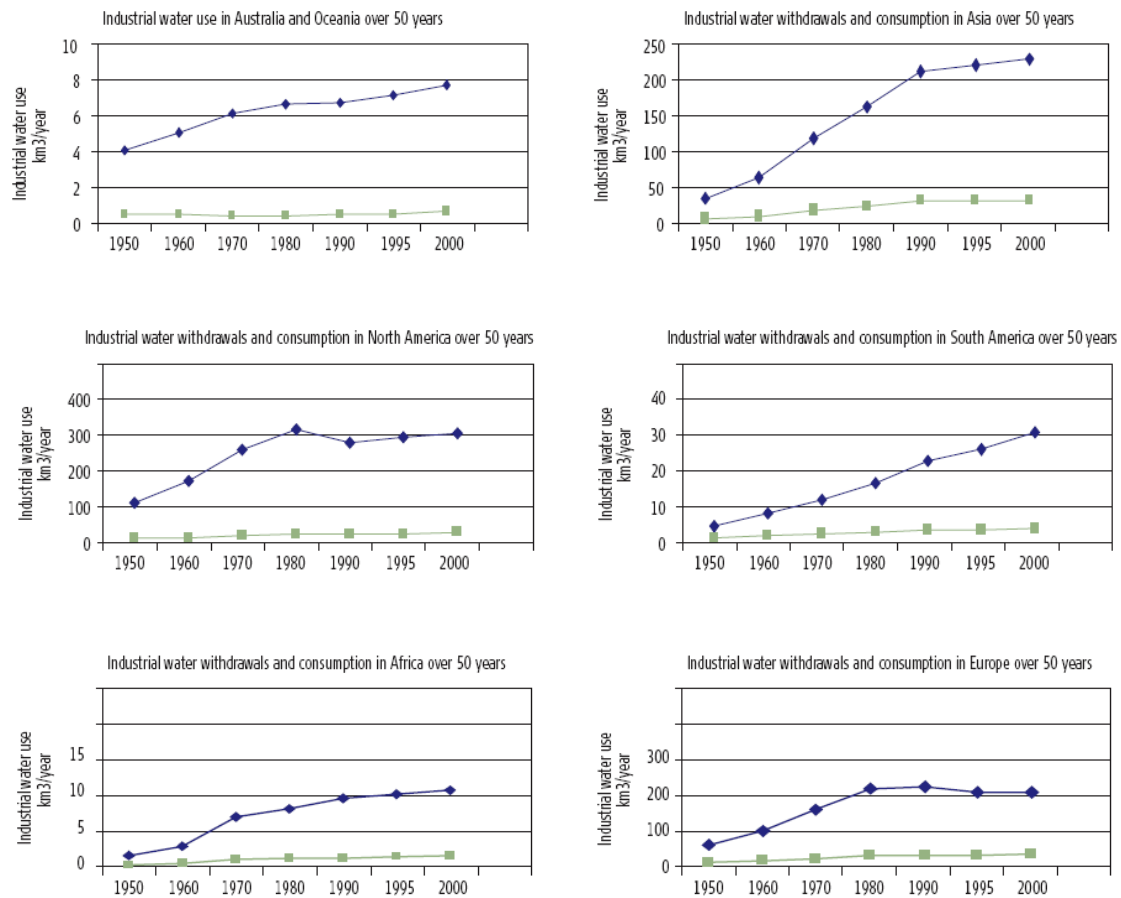 Industrial water use in Australia and Oceania over 50 years
Industrial water use
km3/year
10
8
6
4
2
0
1950 1960 1970 1980 1990 1995 2000
Industrial water withdrawals and consumption in Asia over 50 years
Industrial water use
km3/year
250
200
150
100
50
0
1950 1960 1970 1980 1990 1995 2000
Industrial water withdrawals and consumption in North America over 50 years
Industrial water use
km3/year
400
300
200
100
0
1950 1960 1970 1980 1990 1995 2000
Industrial water withdrawals and consumption in South America over 50 years
Industrial water use
km3/year
40
30
20
10
0
1950 1960 1970 1980 1990 1995 2000
Industrial water withdrawals and consumption in Africa over 50 years
Industrial water use
km3/year
15
10
5
0
1950 1960 1970 1980 1990 1995 2000
Industrial water withdrawals and consumption in Europe over 50 years
Industrial water use
km3/year
300
200
100
0
1950 1960 1970 1980 1990 1995 2000